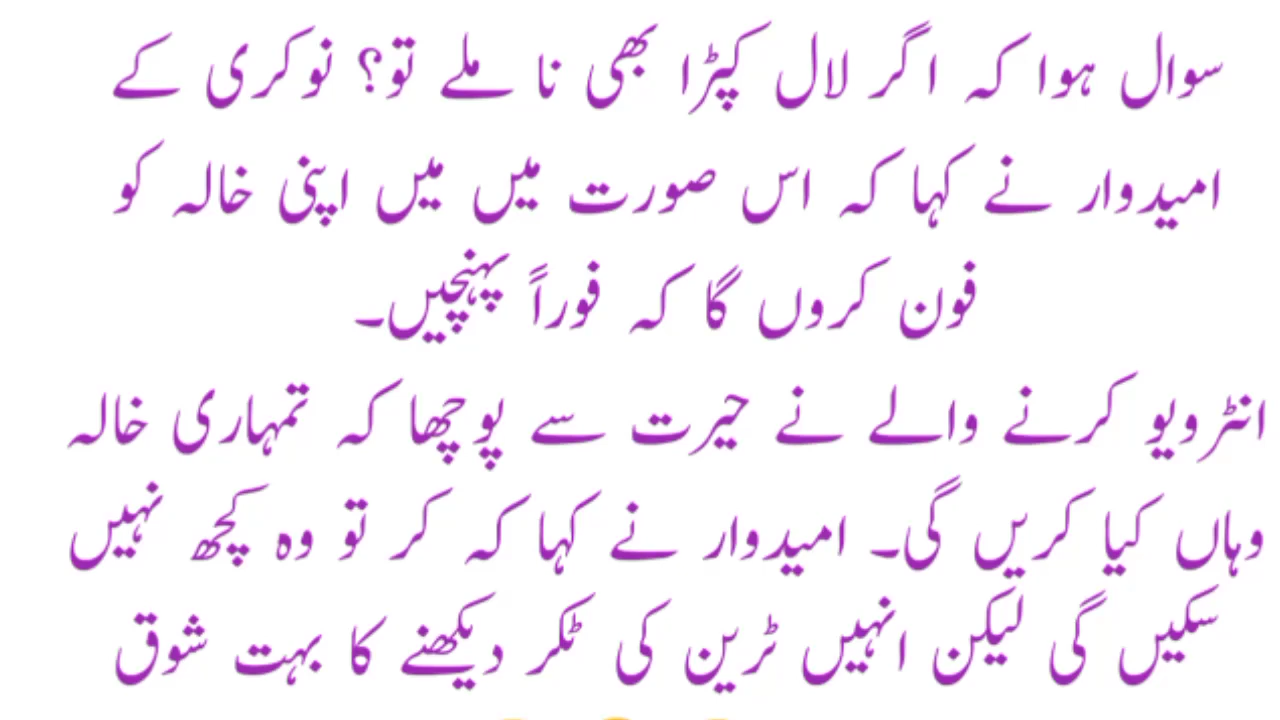 سوال ہوا کہ اگر لال کپڑا بھی نا ملے تو؟ نوکری کے
امیدوار نے کہا کہ اس صورت میں میں اپنی خالہ کو
فون کروں گا کہ فوراً پہنچیں۔
انٹرویو کرنے والے نے حیرت سے پوچھا کہ تمہاری خالہ
وہاں کیا کریں گی۔ امیدوار نے کہا کہ کر تو وہ کچھ نہیں
سکیں گی لیکن انہیں ٹرین کی ٹکر دیکھنے کا بہت شوق